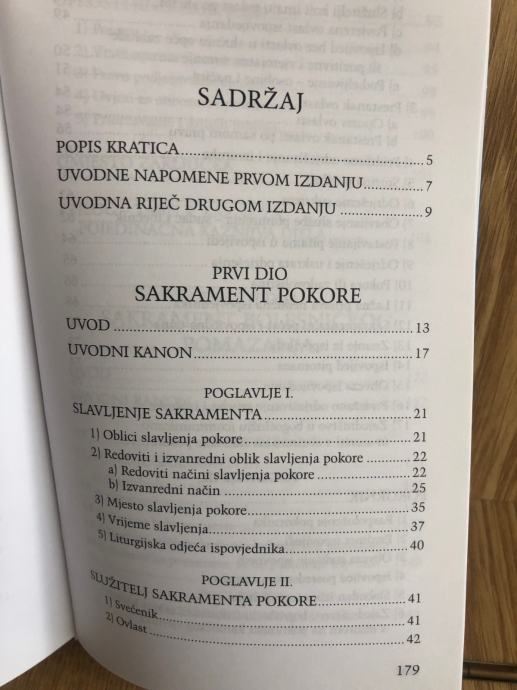 SADRŽAJ
POPIS KRATICA 5
UVODNE NAPOMENE PRVOM IZDANJU 7
UVODNA RIJEČ DRUGOM IZDANJU 9
PRVI DIO
SAKRAMENT POKORE
UVOD 13
UVODNI KANON 17
POGLAVLJE I.
SLAVLJENJE SAKRAMENTA 21
1) Oblici slavljenja pokore 21
2) Redoviti i izvanredni oblik slavljenja pokore 22
a) Redoviti načini slavljenja pokore 22
b) Izvanredni način 25
3) Mjesto slavljenja pokore 35
4) Vrijeme slavljenja 37
5) Liturgijska odjeća ispovjednika 40
POGLAVLJE II.
SLUŽITELJ SAKRAMENTA POKORE 41
1) Svećenik 41
2) Ovlast 42
179